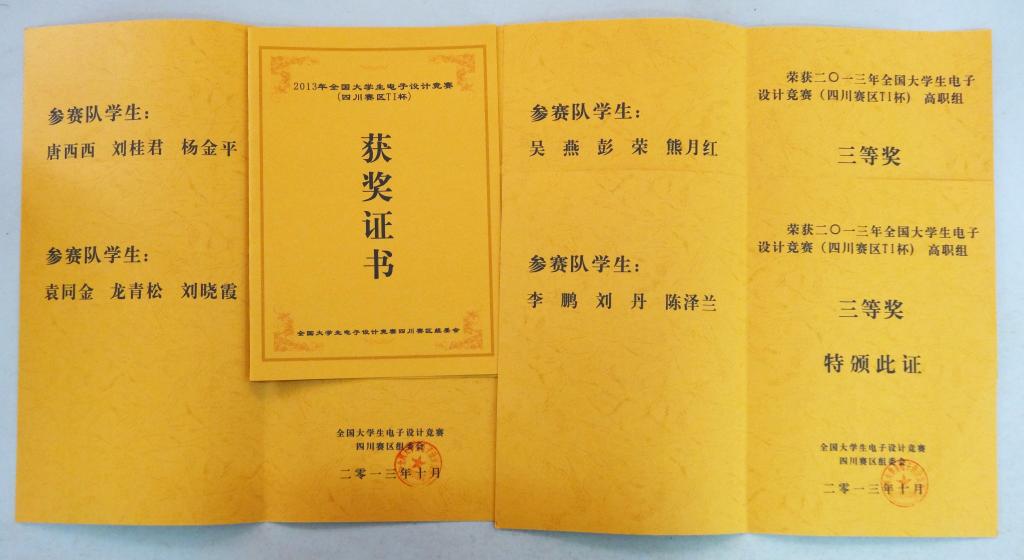 参赛队学生：
唐西西 刘桂君 杨金平
参赛队学生：
袁同金 龙青松 刘晓霞
2013年全国大学生电子设计竞赛
(四川赛区TI杯)
获奖证书
全国大学生电子设计竞赛四川赛区组委会
全国大学生电子设计竞赛
四川赛区组委会
二零一三年十月
参赛队学生：
吴 燕 彭 荣 熊月红
参赛队学生：
李 鹏 刘 丹 陈泽兰
荣获二〇一三年全国大学生电子
设计竞赛（四川赛区TI杯） 高职组
三等奖
荣获二〇一三年全国大学生电子
设计竞赛（四川赛区TI杯） 高职组
三等奖
特颁此证
全国大学生电子设计竞赛
四川赛区组委会
二零一三年十月